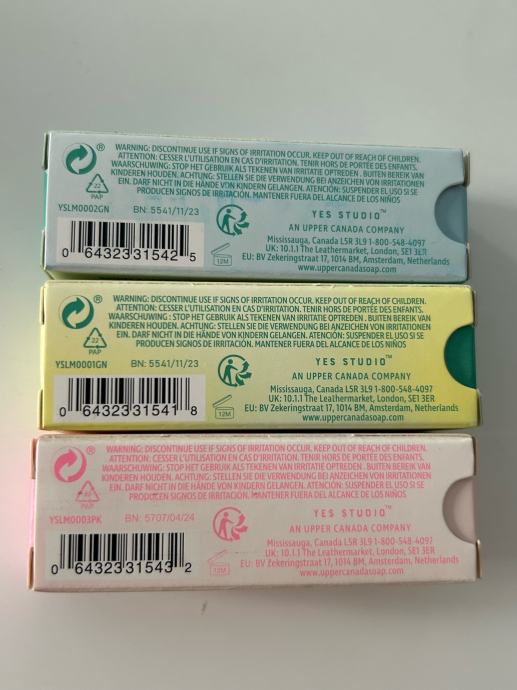 WARNING: DISCONTINUE USE IF SIGNS OF IRRITATION OCCUR. KEEP OUT OF REACH OF CHILDREN.
ATTENTION: CESSER L'UTILISATION EN CAS D'IRRITATION. TENIR HORS DE PORTÉE DES ENFANTS.
WAARSCHUWING: STOP HET GEBRUIK ALS TEKENEN VAN IRRITATIE OPTREDEN . BUITEN BEREIK VAN
KINDEREN HOUDEN. ACHTUNG: STELLEN SIE DIE VERWENDUNG BEI ANZEICHEN VON IRRITATIONEN
EIN. DARF NICHT IN DIE HÄNDE VON KINDERN GELANGEN. ATENCIÓN: SUSPENDER EL USO SI SE
PRODUCEN SIGNOS DE IRRITACIÓN. MANTENER FUERA DEL ALCANCE DE LOS NIÑOS
®
22
PAP
YSLM0002GN BN: 5541/11/23
0 64323 31542 5
12M
YES STUDIO™
AN UPPER CANADA COMPANY
Mississauga, Canada L5R 3L9 1-800-548-4097
UK: 10.1.1 The Leathermarket, London, SE1 3ER
EU: BV Zekeringstraat 17, 1014 BM, Amsterdam, Netherlands
www.uppercanadasoap.com
WARNING: DISCONTINUE USE IF SIGNS OF IRRITATION OCCUR. KEEP OUT OF REACH OF CHILDREN.
ATTENTION: CESSER L'UTILISATION EN CAS D'IRRITATION. TENIR HORS DE PORTÉE DES ENFANTS.
WAARSCHUWING: STOP HET GEBRUIK ALS TEKENEN VAN IRRITATIE OPTREDEN . BUITEN BEREIK VAN
KINDEREN HOUDEN. ACHTUNG: STELLEN SIE DIE VERWENDUNG BEI ANZEICHEN VON IRRITATIONEN
EIN. DARF NICHT IN DIE HÄNDE VON KINDERN GELANGEN. ATENCIÓN: SUSPENDER EL USO SI SE
PRODUCEN SIGNOS DE IRRITACIÓN. MANTENER FUERA DEL ALCANCE DE LOS NIÑOS
®
22
PAP
YSLM0001GN BN: 5541/11/23
0 64323 31541 8
12M
YES STUDIO™
AN UPPER CANADA COMPANY
Mississauga, Canada L5R 3L9 1-800-548-4097
UK: 10.1.1 The Leathermarket, London, SE1 3ER
EU: BV Zekeringstraat 17, 1014 BM, Amsterdam, Netherlands
www.uppercanadasoap.com
WARNING: DISCONTINUE USE IF SIGNS OF IRRITATION OCCUR. KEEP OUT OF REACH OF CHILDREN.
ATTENTION: CESSER L'UTILISATION EN CAS D'IRRITATION. TENIR HORS DE PORTÉE DES ENFANTS.
WAARSCHUWING: STOP HET GEBRUIK ALS TEKENEN VAN IRRITATIE OPTREDEN . BUITEN BEREIK VAN
KINDEREN HOUDEN. ACHTUNG: STELLEN SIE DIE VERWENDUNG BEI ANZEICHEN VON IRRITATIONEN
EIN. DARF NICHT IN DIE HÄNDE VON KINDERN GELANGEN. ATENCIÓN: SUSPENDER EL USO SI SE
PRODUCEN SIGNOS DE IRRITACIÓN. MANTENER FUERA DEL ALCANCE DE LOS NIÑOS
®
22
PAP
YSLM0003PK BN: 5707/04/24
0 64323 31543 2
12M
YES STUDIO™
AN UPPER CANADA COMPANY
Mississauga, Canada L5R 3L9 1-800-548-4097
UK: 10.1.1 The Leathermarket, London, SE1 3ER
EU: BV Zekeringstraat 17, 1014 BM, Amsterdam, Netherlands
www.uppercanadasoap.com